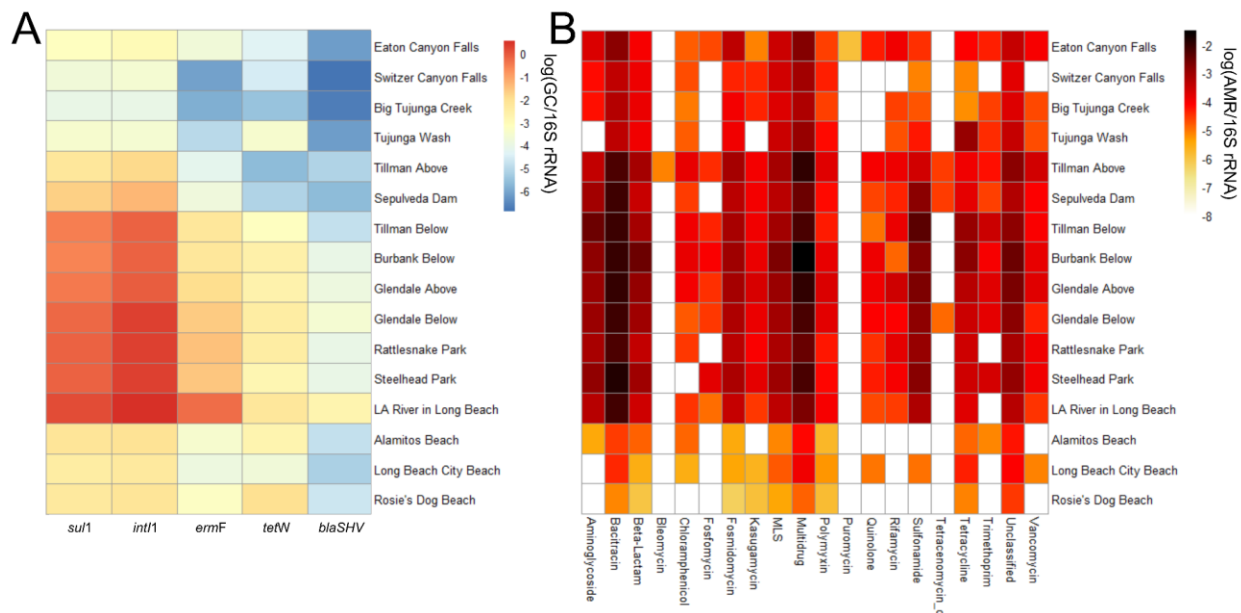 A
Eaton Canyon Falls
Switzer Canyon Falls
Big Tujunga Creek
Tujunga Wash
Tillman Above
Sepulveda Dam
Tillman Below
Burbank Below
Glendale Above
Glendale Below
Rattlesnake Park
Steelhead Park
LA River in Long Beach
Alamitos Beach
Long Beach City Beach
Rosie's Dog Beach
sul1
intI1
ermF
tetW
blaSHV
0
-1
-2
-3
-4
-5
-6
log(GC/16S rRNA)
B
Eaton Canyon Falls
Switzer Canyon Falls
Big Tujunga Creek
Tujunga Wash
Tillman Above
Sepulveda Dam
Tillman Below
Burbank Below
Glendale Above
Glendale Below
Rattlesnake Park
Steelhead Park
LA River in Long Beach
Alamitos Beach
Long Beach City Beach
Rosie's Dog Beach
Aminoglycoside
Bacitracin
Beta-Lactam
Bleomycin
Chloramphenicol
Fosfomycin
Fosmidomycin
Kasugamycin
MLS
Multidrug
Polymyxin
Puromycin
Quinolone
Rifamycin
Sulfonamide
Tetracenomycin_c
Tetracycline
Trimethoprim
Unclassified
Vancomycin
-2
-3
-4
-5
-6
-7
-8
log(AMR/16S rRNA)